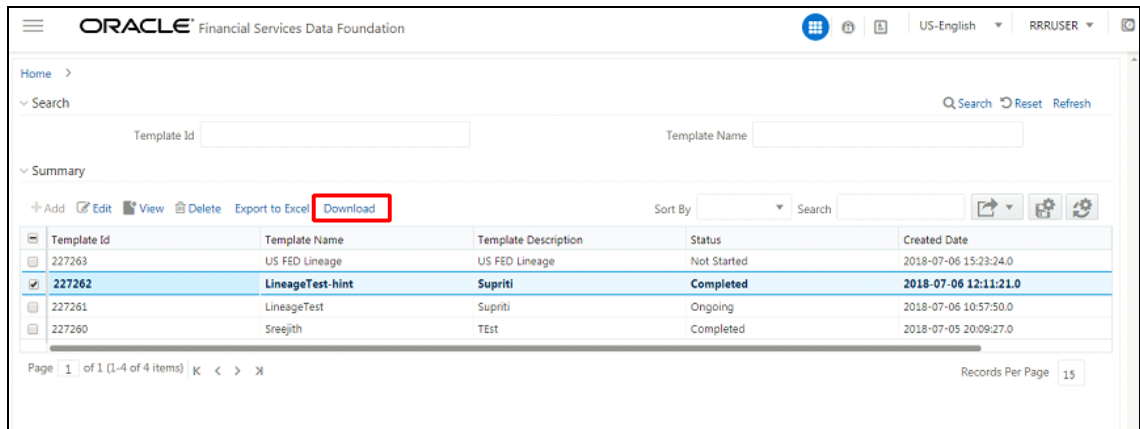 ORACLE Financial Services Data Foundation US-English RRRUSER
Home >
Search Search Reset Refresh
Template Id Template Name
Summary
+Add Edit View Delete Export to Excel Download Sort By Search
Template Id Template Name Template Description Status Created Date
227263 US FED Lineage US FED Lineage Not Started 2018-07-06 15:23:24.0
227262 LineageTest-hint Supriti Completed 2018-07-06 12:11:21.0
227261 LineageTest Supriti Ongoing 2018-07-06 10:57:50.0
227260 Sreejith TEst Completed 2018-07-05 20:09:27.0
Page 1 of 1 (1-4 of 4 items) Records Per Page 15